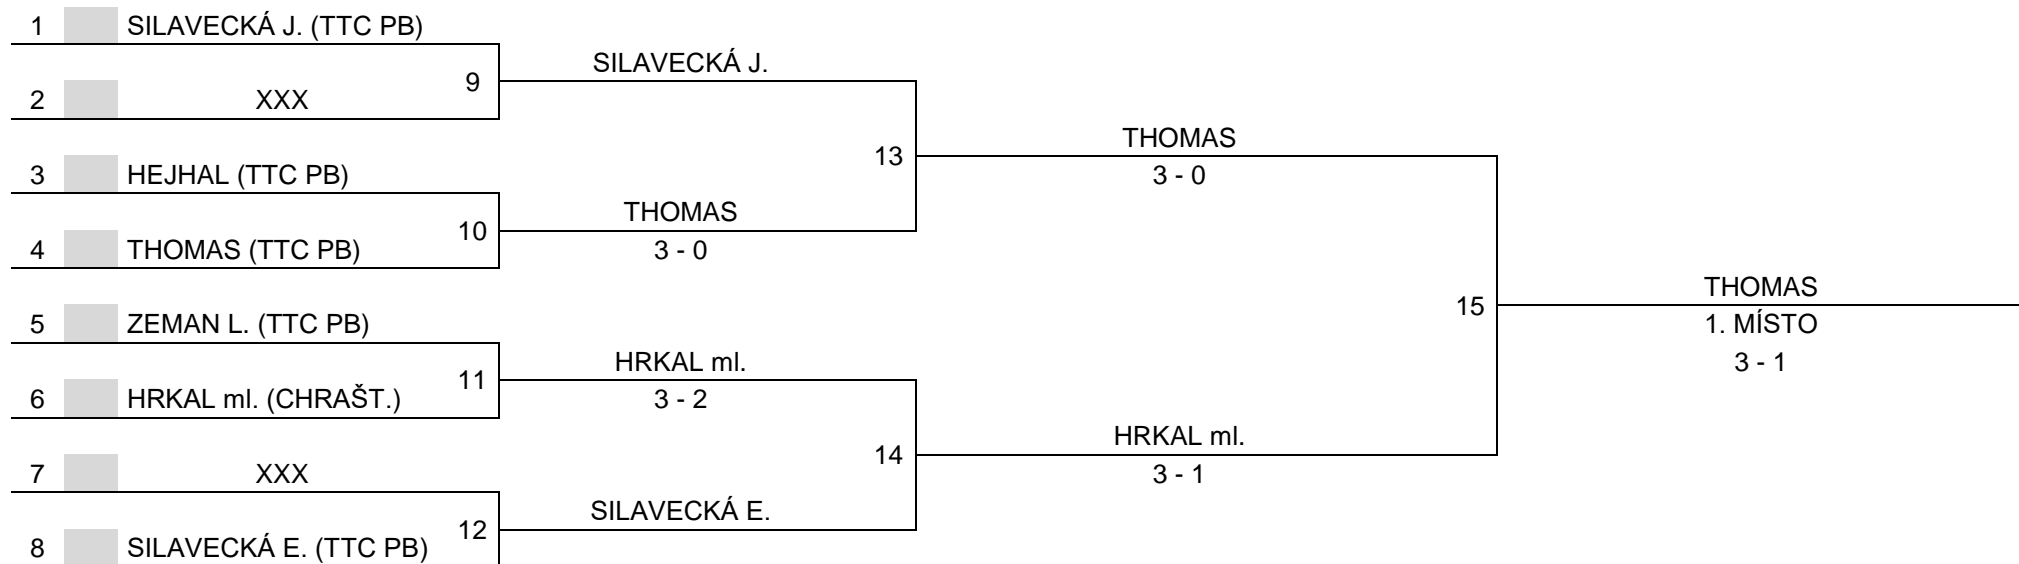 1 SILAVECKÁ J. (TTC PB)
SILAVECKÁ J.
9
2 XXX
THOMAS
13
3 HEJHAL (TTC PB)
3 - 0
THOMAS
10
4 THOMAS (TTC PB)
3 - 0
THOMAS
15
5 ZEMAN L. (TTC PB)
1. MÍSTO
HRKAL ml.
3 - 1
11
6 HRKAL ml. (CHRAŠT.)
3 - 2
HRKAL ml.
14
7 XXX
3 - 1
SILAVECKÁ E.
12
8 SILAVECKÁ E. (TTC PB)